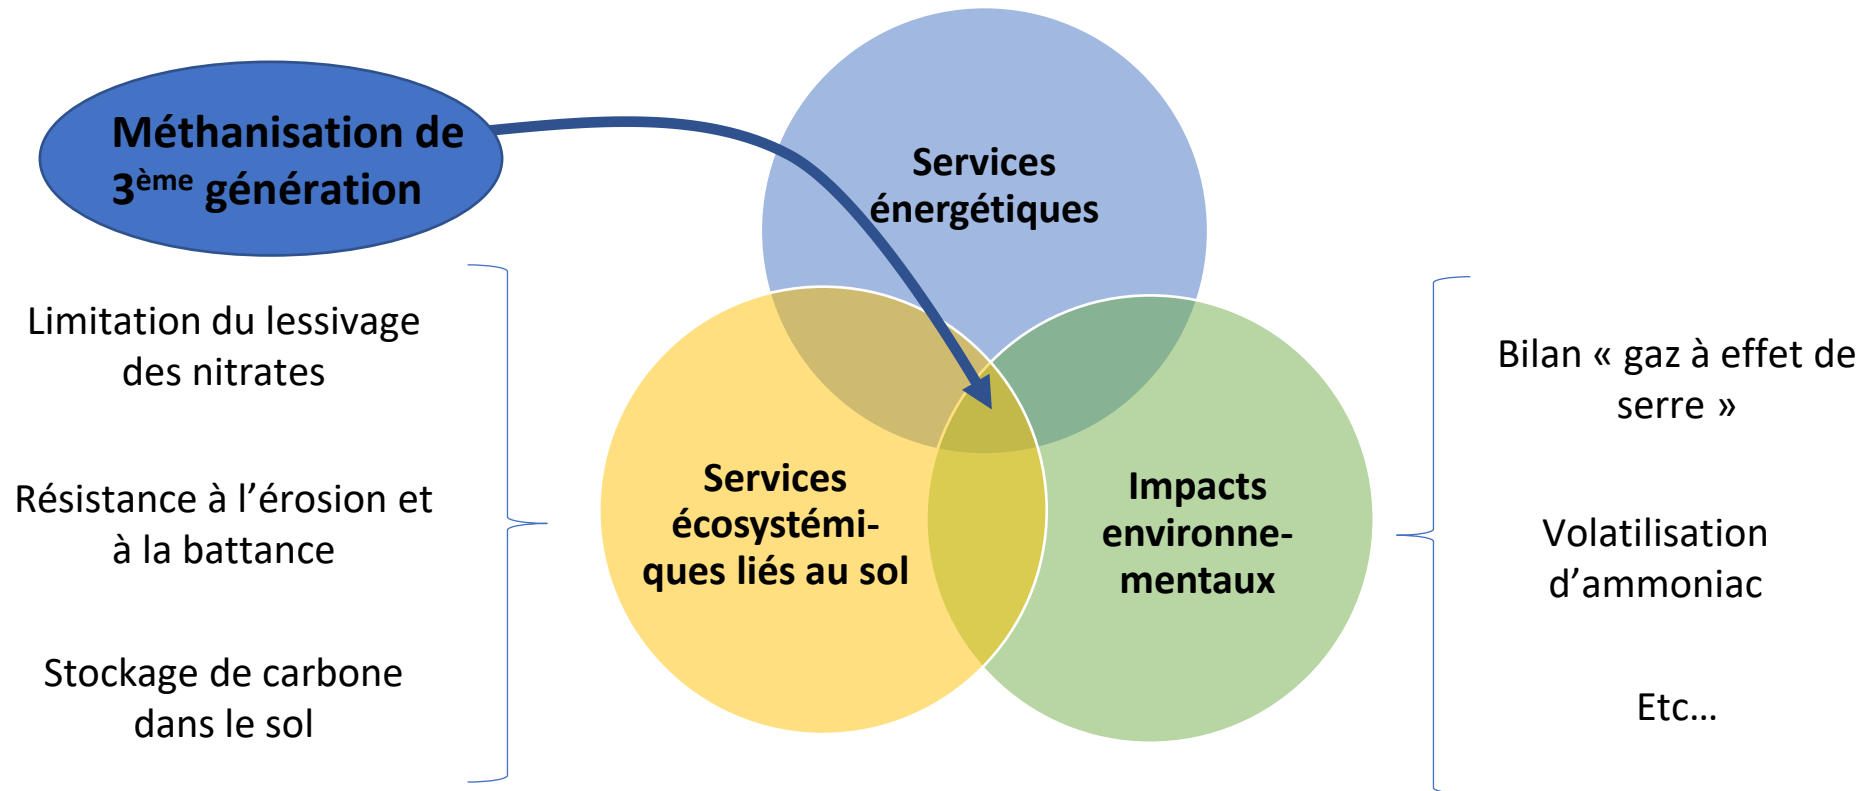 Méthanisation de
3ème génération
Services
énergétiques
Limitation du lessivage
des nitrates
Résistance à l’érosion et
à la battance
Stockage de carbone
dans le sol
Services
écosystémi-
ques liés au sol
Impacts
environne-
mentaux
Bilan « gaz à effet de
serre »
Volatilisation
d’ammoniac
Etc…